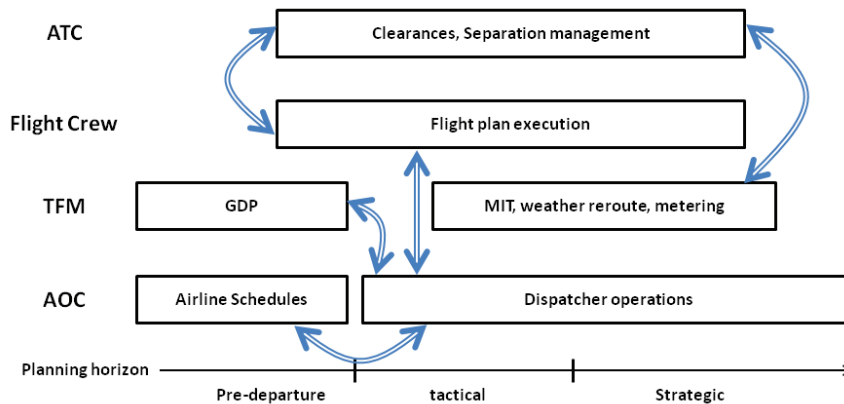 ATC
Clearances, Separation management
Flight Crew
Flight plan execution
TFM
GDP
MIT, weather reroute, metering
AOC
Airline Schedules
Dispatcher operations
Planning horizon
Pre-departure
tactical
Strategic